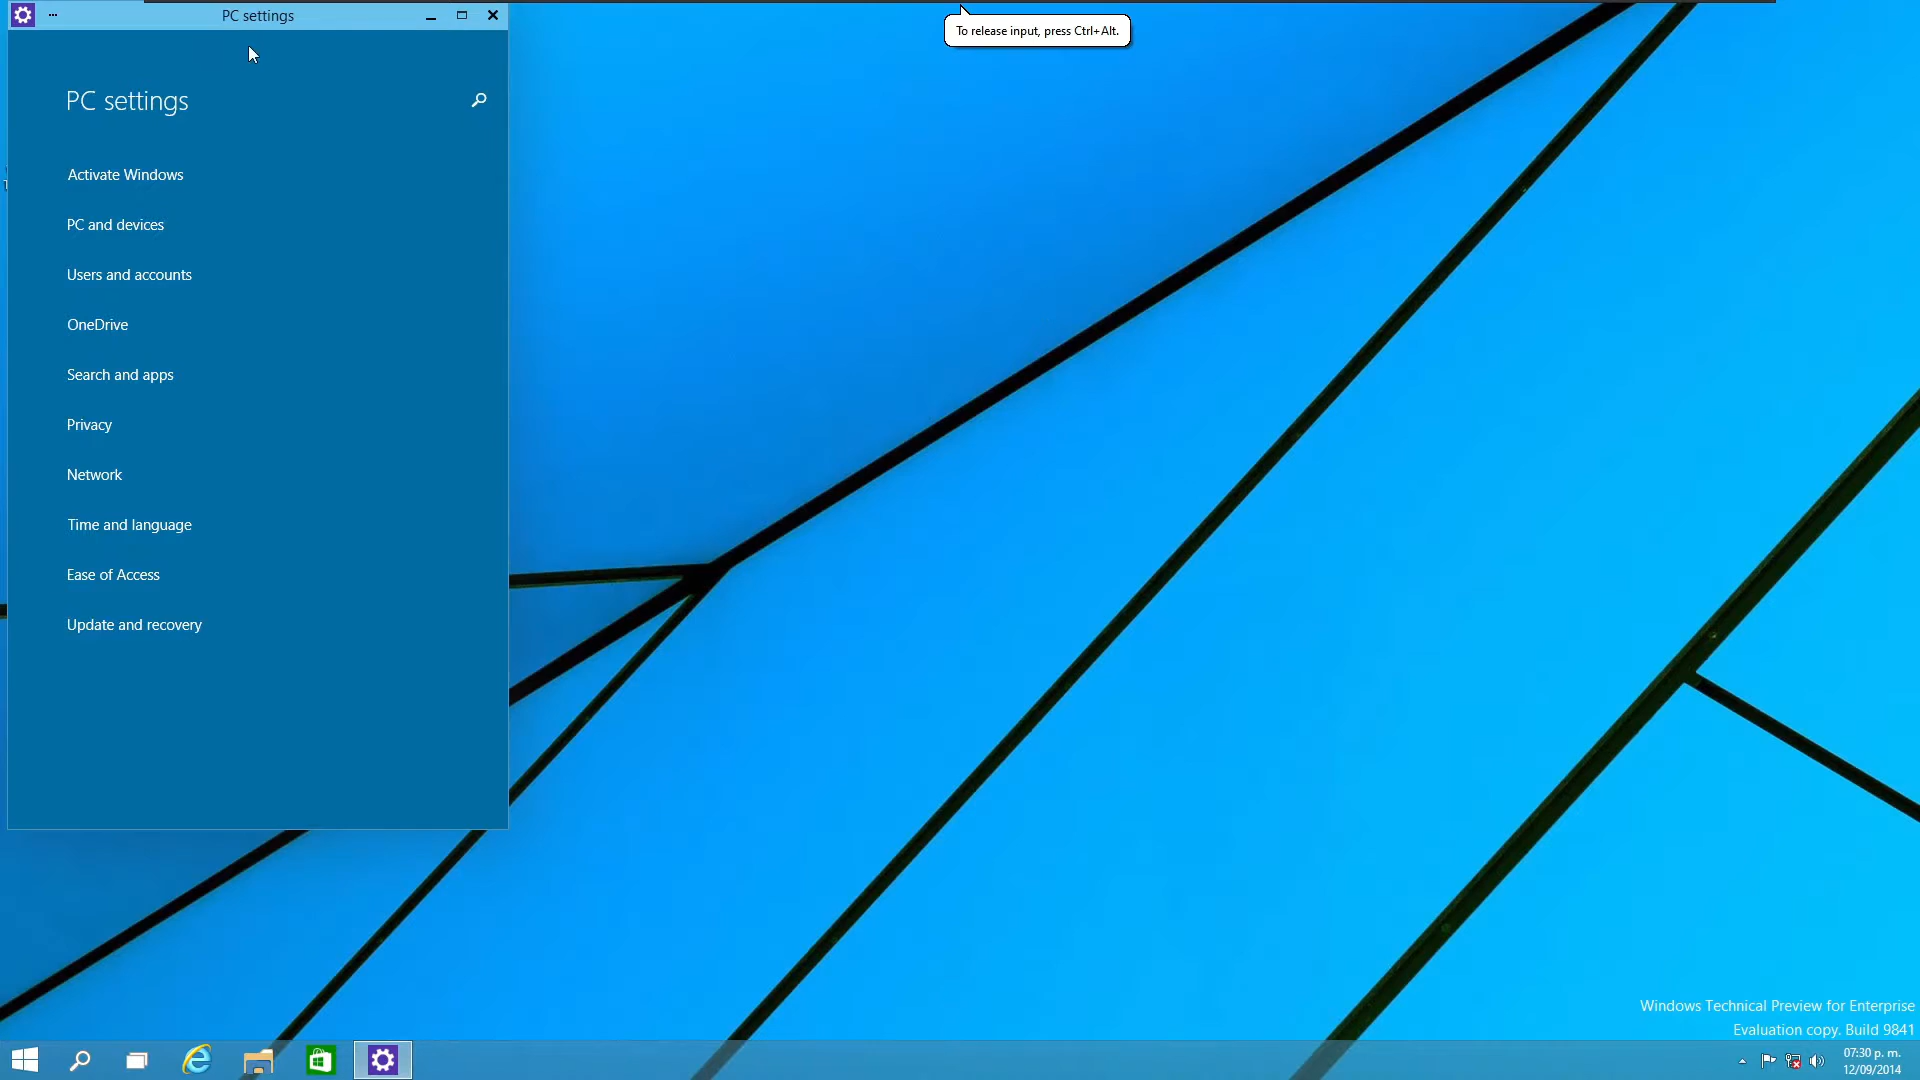 PC settings
To release input, press Ctrl+Alt.
PC settings
Activate Windows
PC and devices
Users and accounts
OneDrive
Search and apps
Privacy
Network
Time and language
Ease of Access
Update and recovery
Windows Technical Preview for Enterprise
Evaluation copy. Build 9841
07:30 p. m.
12/09/2014